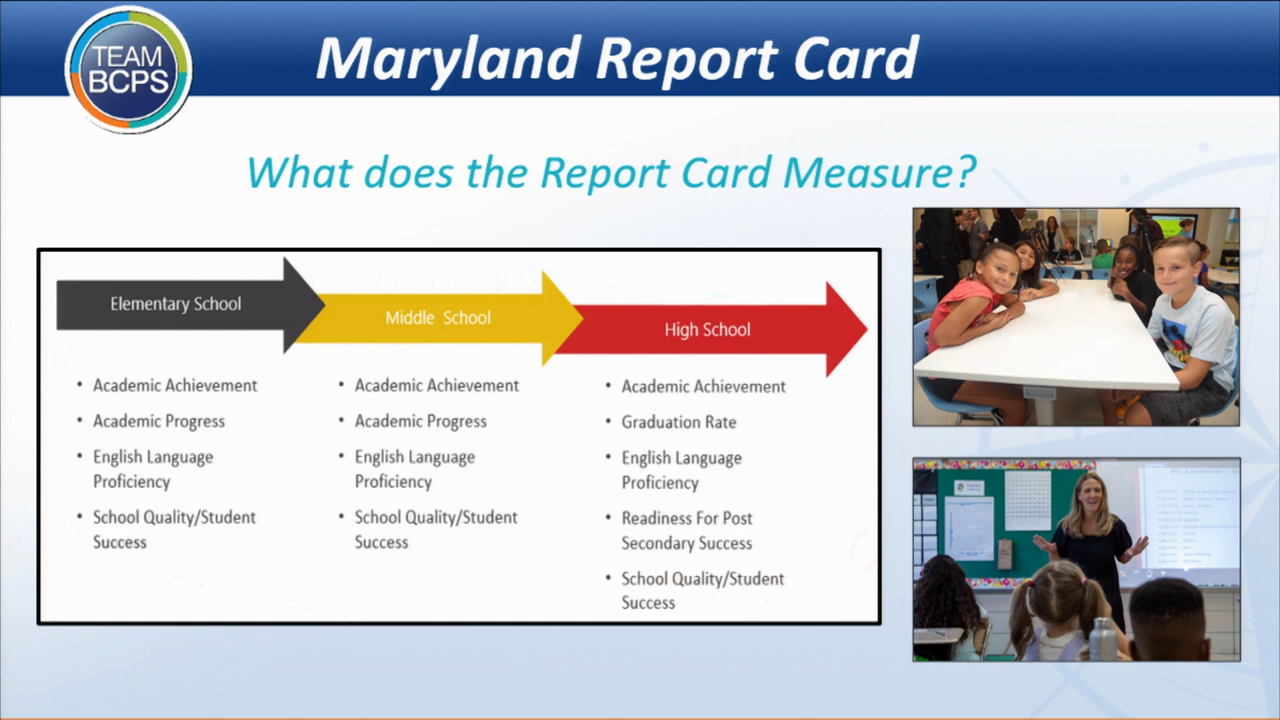 TEAM
BCPS
Maryland Report Card
What does the Report Card Measure?
Elementary School
• Academic Achievement
• Academic Progress
• English Language
Proficiency
• School Quality/Student
Success
Middle School
• Academic Achievement
• Academic Progress
• English Language
Proficiency
• School Quality/Student
Success
High School
• Academic Achievement
• Graduation Rate
• English Language
Proficiency
• Readiness For Post
Secondary Success
• School Quality/Student
Success